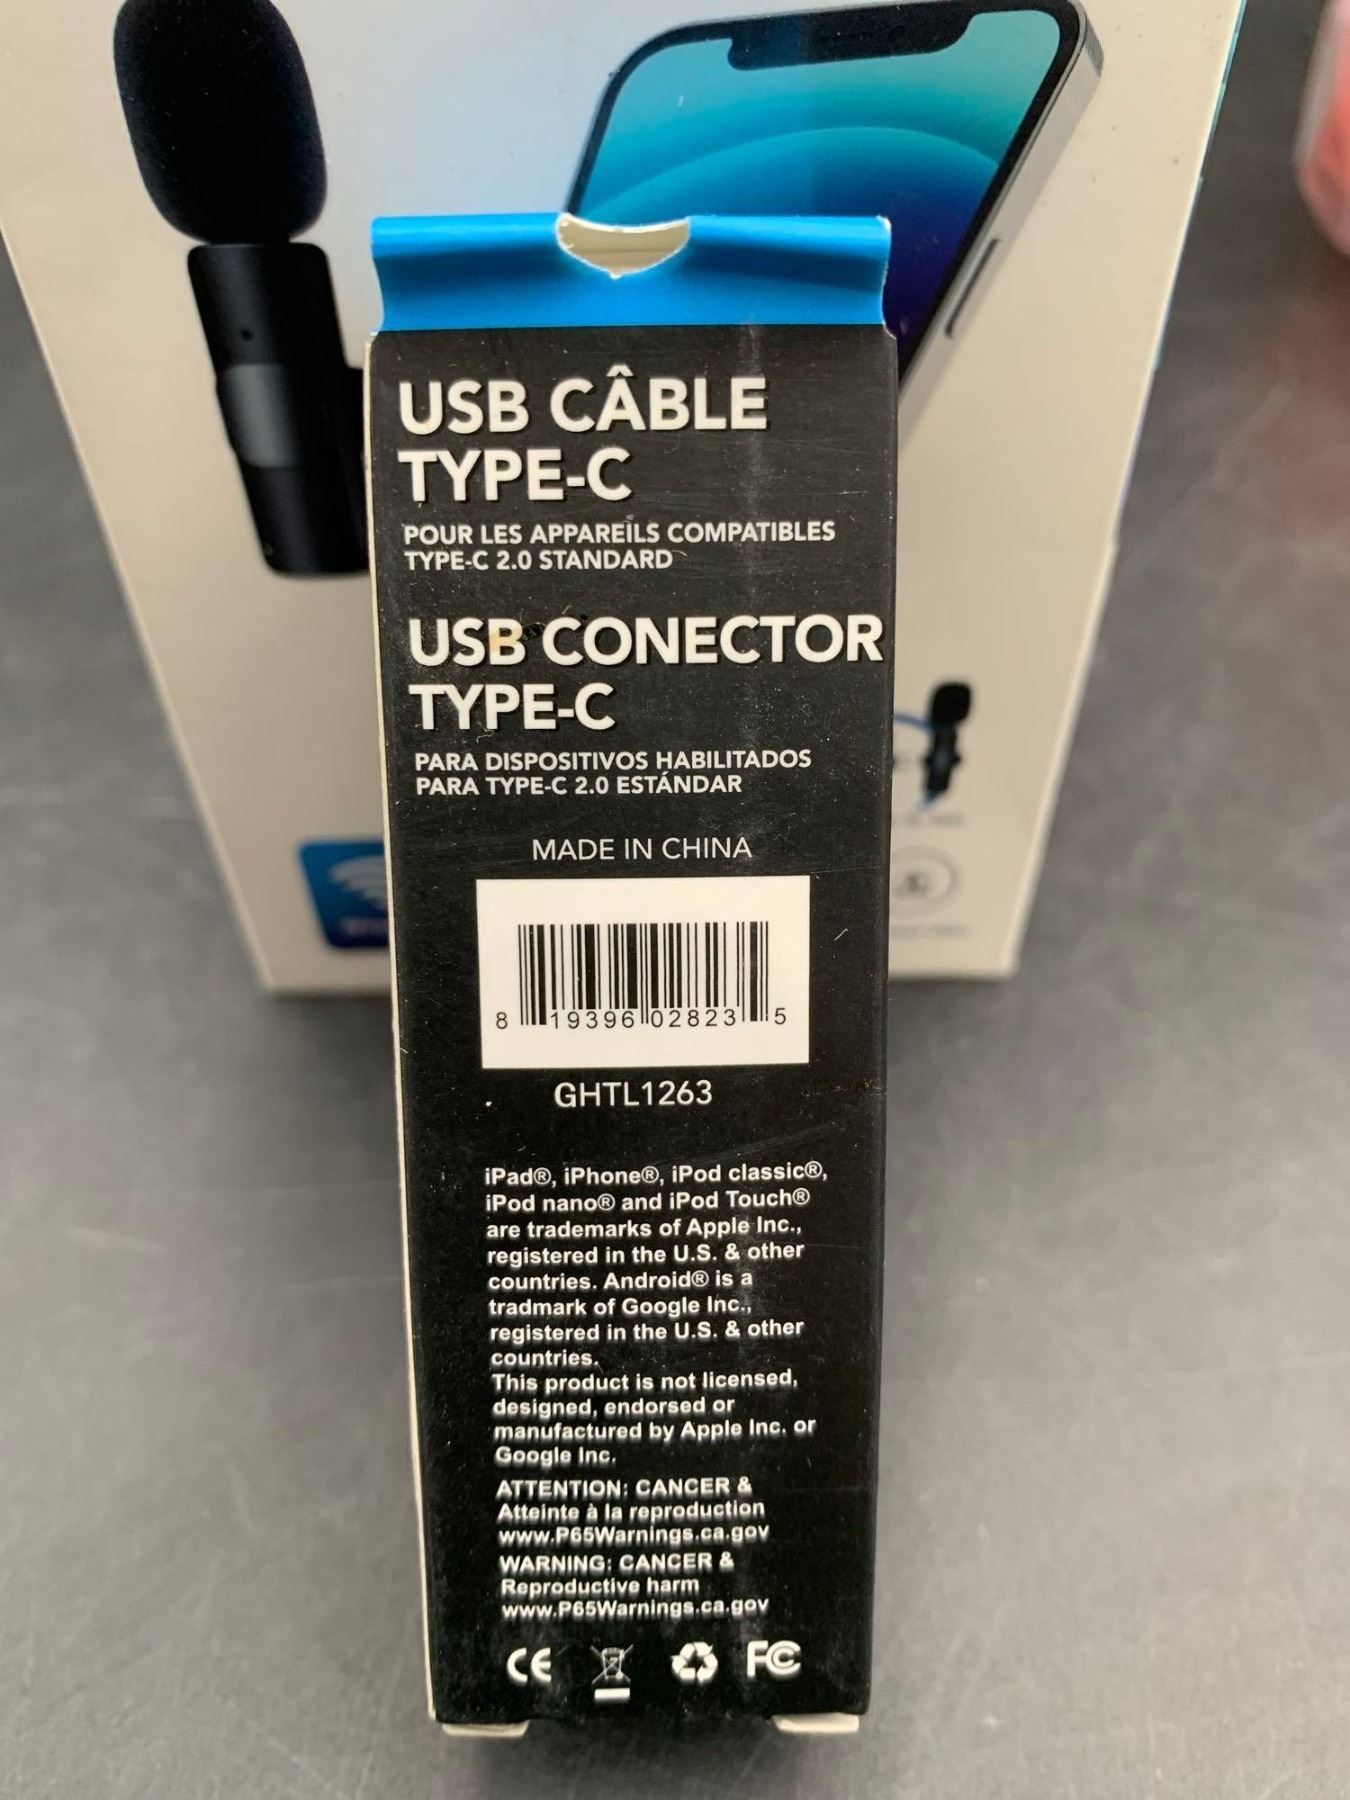 USB CÂBLE
TYPE-C
POUR LES APPAREILS COMPATIBLES
TYPE-C 2.0 STANDARD
USB CONECTOR
TYPE-C
PARA DISPOSITIVOS HABILITADOS
PARA TYPE-C 2.0 ESTÁNDAR
MADE IN CHINA
8 19396 02823 5
GHTL1263
iPad®, iPhone®, iPod classic®,
iPod nano® and iPod Touch®
are trademarks of Apple Inc.,
registered in the U.S. & other
countries. Android® is a
tradmark of Google Inc.,
registered in the U.S. & other
countries.
This product is not licensed,
designed, endorsed or
manufactured by Apple Inc. or
Google Inc.
ATTENTION: CANCER &
Atteinte à la reproduction
www.P65Warnings.ca.gov
WARNING: CANCER &
Reproductive harm
www.P65Warnings.ca.gov
CE FC